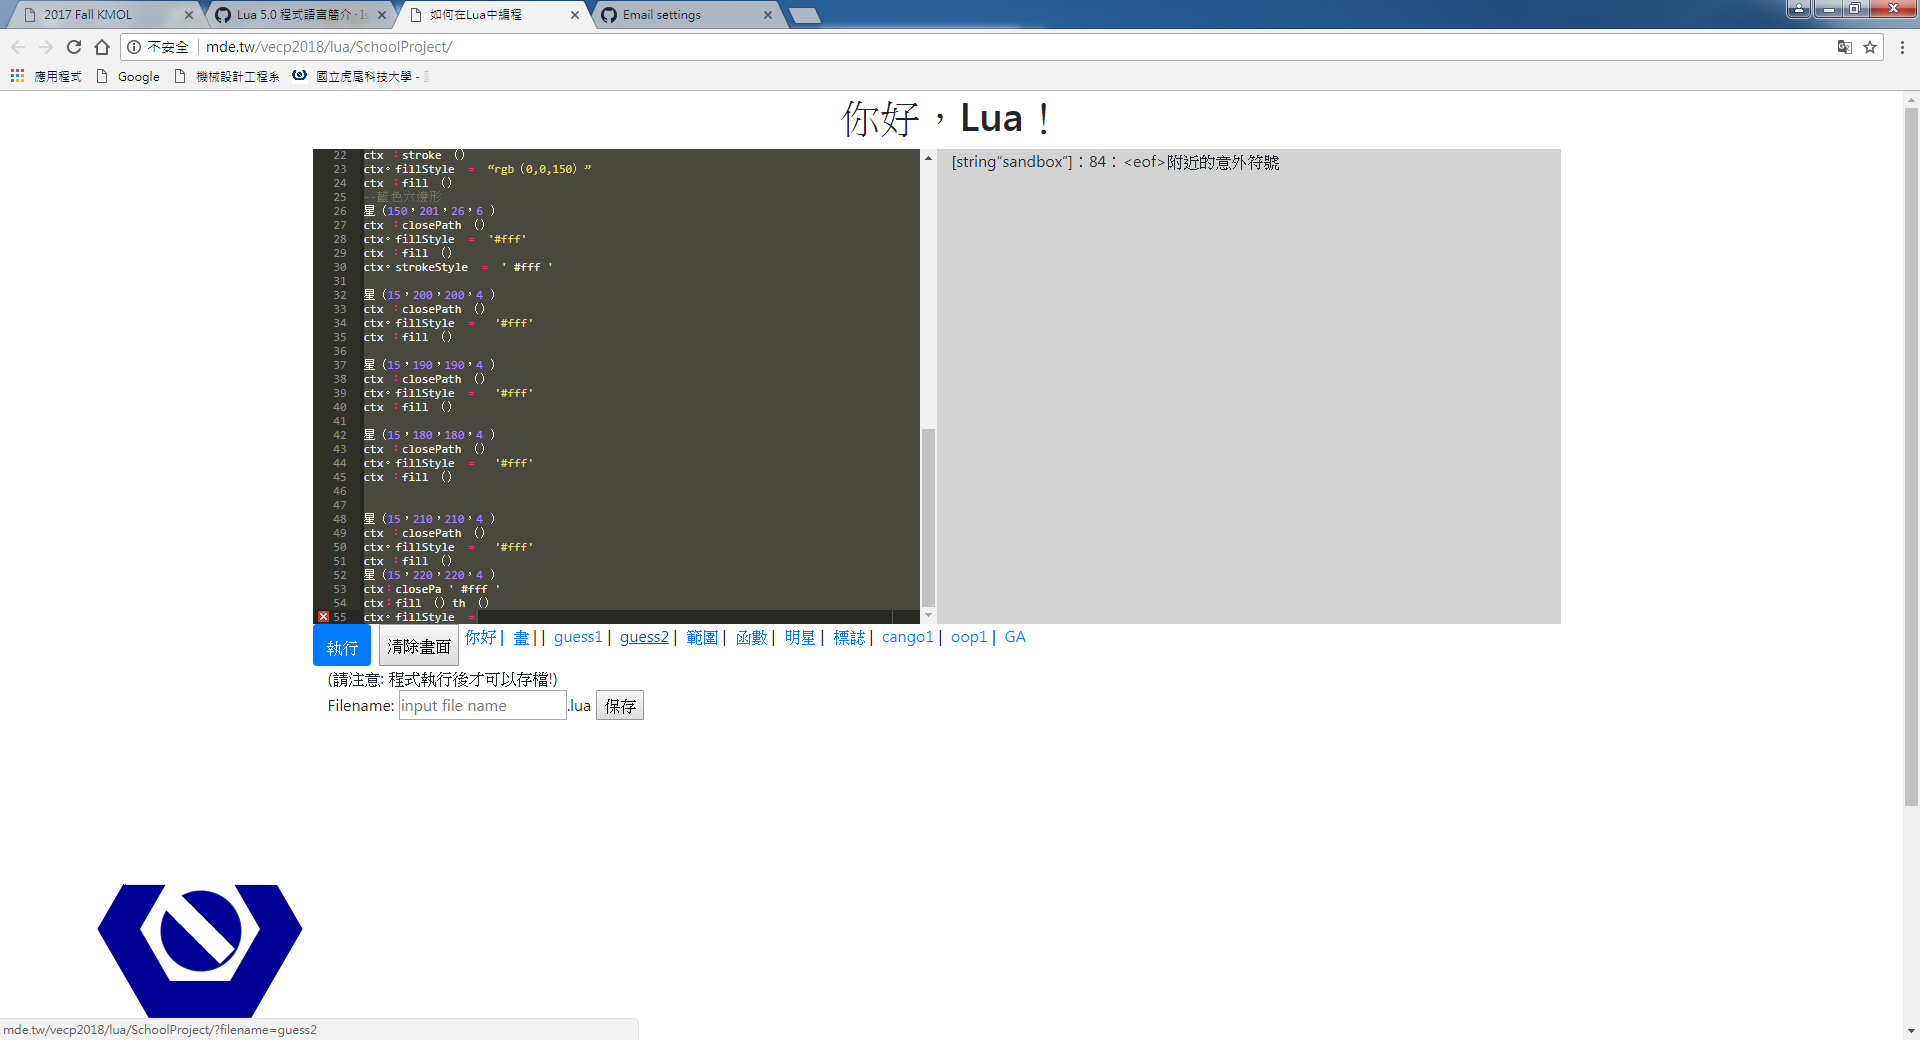 2017 Fall KMOL
Lua 5.0 程式語言簡介 - Is
如何在Lua中編程
Email settings
不安全 mde.tw/vecp2018/lua/SchoolProject/
應用程式 Google 機械設計工程系 國立虎尾科技大學 -
你好，Lua！
22 ctx ：stroke （）
23 ctx。fillStyle = “rgb（0,0,150）”
24 ctx ：fill （）
25 --藍色六邊形
26 星（150，201，26，6 ）
27 ctx ：closePath （）
28 ctx。fillStyle = '#fff'
29 ctx ：fill （）
30 ctx。strokeStyle = ' #fff '
31
32 星（15，200，200，4 ）
33 ctx ：closePath （）
34 ctx。fillStyle = '#fff'
35 ctx ：fill （）
36
37 星（15，190，190，4 ）
38 ctx ：closePath （）
39 ctx。fillStyle = '#fff'
40 ctx ：fill （）
41
42 星（15，180，180，4 ）
43 ctx ：closePath （）
44 ctx。fillStyle = '#fff'
45 ctx ：fill （）
46
47
48 星（15，210，210，4 ）
49 ctx ：closePath （）
50 ctx。fillStyle = '#fff'
51 ctx ：fill （）
52 星（15，220，220，4 ）
53 ctx：closePa ' #fff '
54 ctx：fill （）th （）
55 ctx。fillStyle =
[string“sandbox”]：84：<eof>附近的意外符號
執行 清除畫面 你好 | 畫 | | guess1 | guess2 | 範圍 | 函數 | 明星 | 標誌 | cango1 | oop1 | GA
(請注意: 程式執行後才可以存檔!)
Filename: input file name .lua 保存
mde.tw/vecp2018/lua/SchoolProject/?filename=guess2